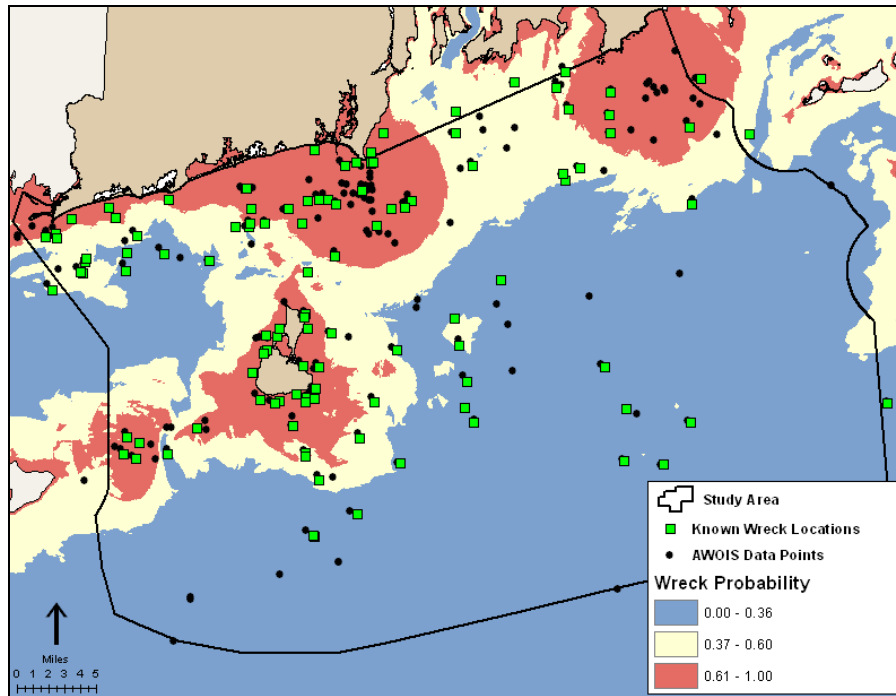 Study Area
Known Wreck Locations
AWOIS Data Points
Wreck Probability
0.00 - 0.36
0.37 - 0.60
0.61 - 1.00
Miles
0 1 2 3 4 5